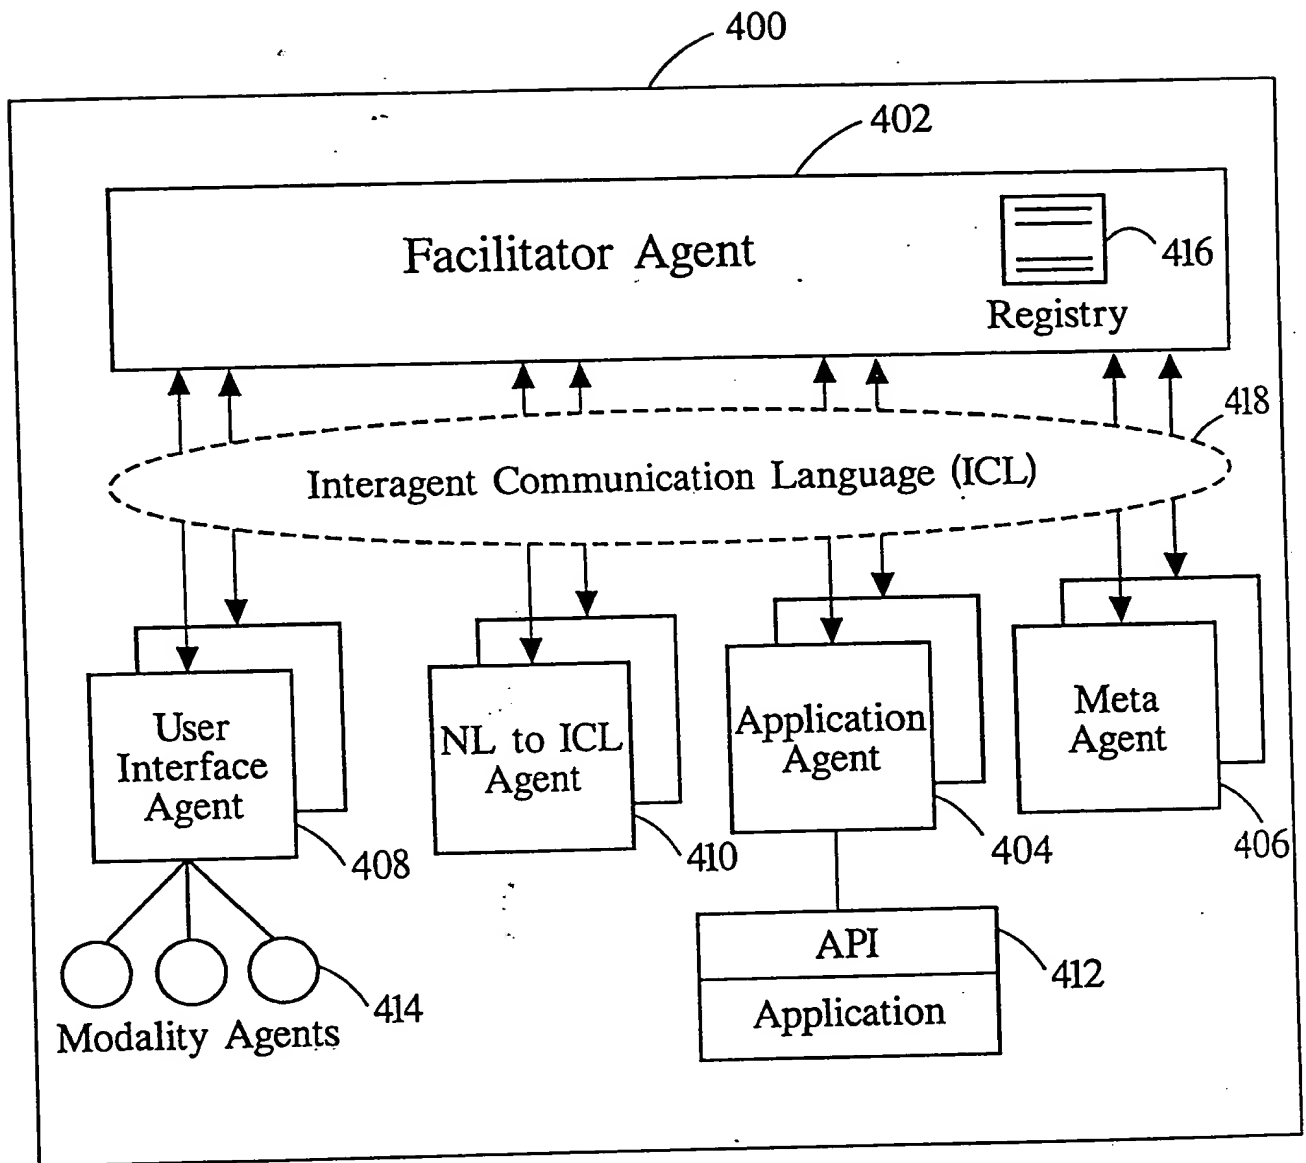 400
402
Facilitator Agent
416
Registry
418
Interagent Communication Language (ICL)
User
Interface
Agent
408
NL to ICL
Agent
410
Application
Agent
404
Meta
Agent
406
414
Modality Agents
API
Application
412